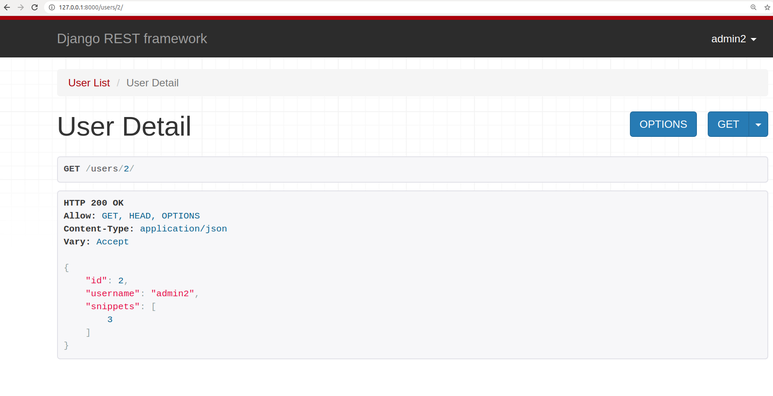 127.0.0.1:8000/users/2/
Django REST framework
admin2
User List / User Detail
User Detail
OPTIONS
GET
GET /users/2/
HTTP 200 OK
Allow: GET, HEAD, OPTIONS
Content-Type: application/json
Vary: Accept
{
    "id": 2,
    "username": "admin2",
    "snippets": [
        3
    ]
}